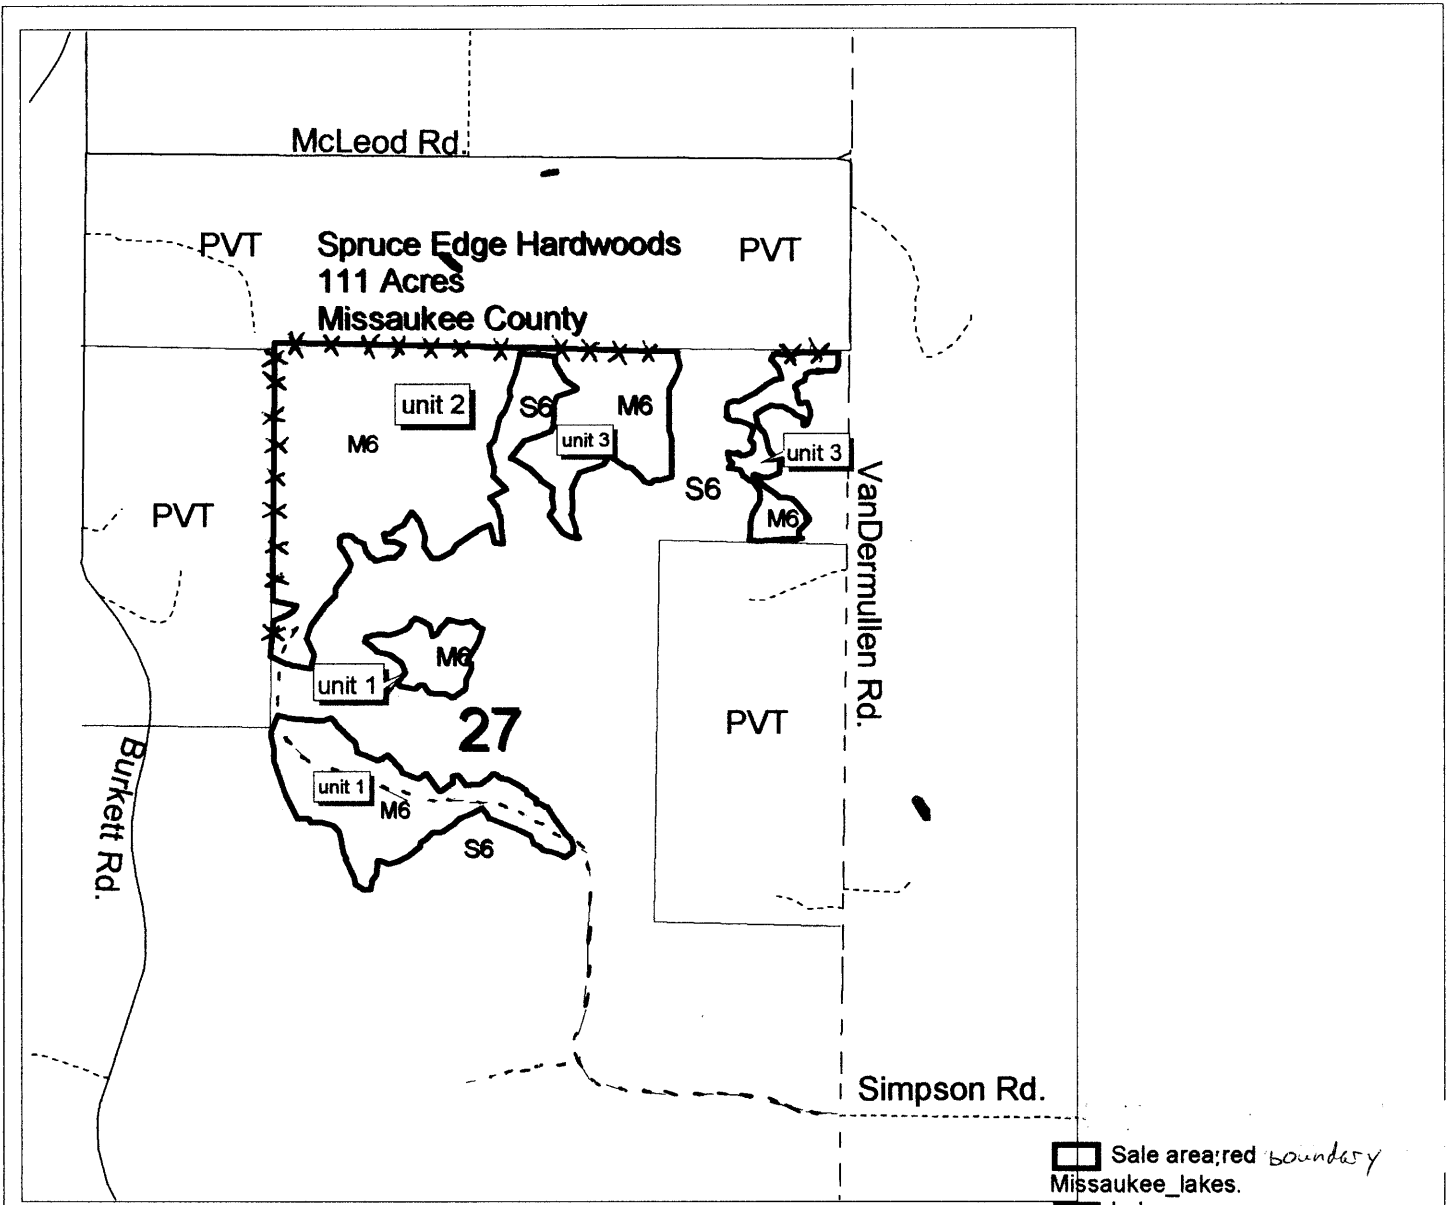 McLeod Rd.
PVT
Spruce Edge Hardwoods
PVT
111 Acres
Missaukee County
unit 2
S6
M6
M6
unit 3
unit 3
S6
PVT
M6
VanDermullen Rd.
M6
unit 1
27
PVT
Burkett Rd.
unit 1
M6
S6
Simpson Rd.
Sale area;red boundary
Missaukee_lakes.